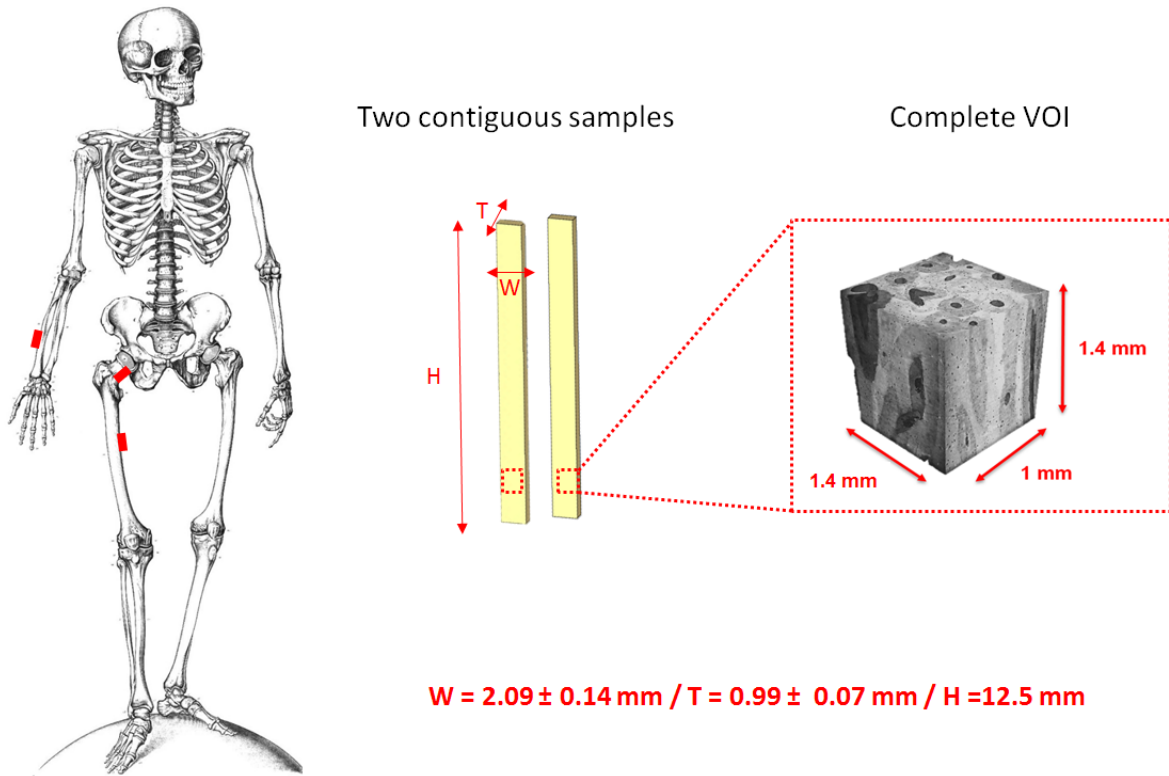 Two contiguous samples
Complete VOI
T
W
H
1.4 mm
1.4 mm
1 mm
W = 2.09 ± 0.14 mm / T = 0.99 ± 0.07 mm / H =12.5 mm